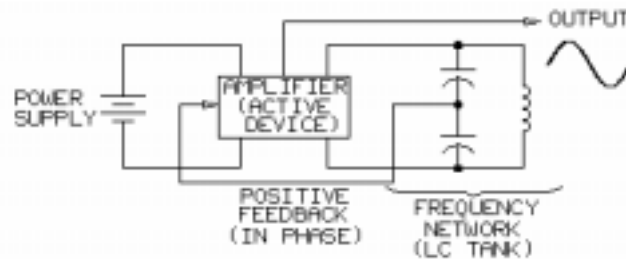 OUTPUT
POWER
SUPPLY
AMPLIFIER
(ACTIVE
DEVICE)
POSITIVE
FEEDBACK
(IN PHASE)
FREQUENCY
NETWORK
(LC TANK)